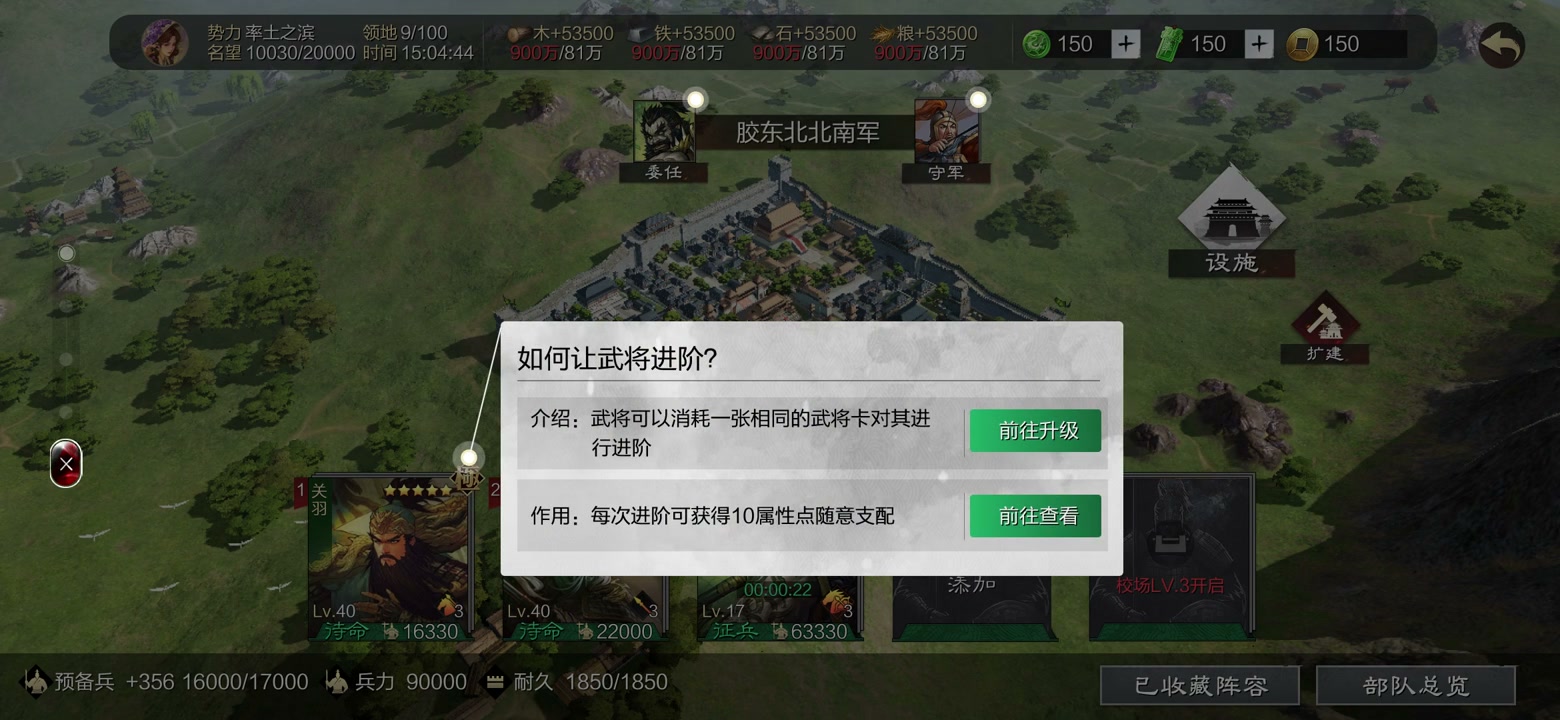 势力 率土之滨 领地 9/100
名望 10030/20000 时间 15:04:44
木+53500
900万/81万
铁+53500
900万/81万
石+53500
900万/81万
粮+53500
900万/81万
150
150
150
胶东北北南军
委任
守军
设施
扩建
如何让武将进阶?
介绍：武将可以消耗一张相同的武将卡对其进
行进阶
前往升级
作用：每次进阶可获得10属性点随意支配
前往查看
1
关羽
極
2
Lv.40
3
待命 16330
Lv.40
3
待命 22000
00:00:22
Lv.17
3
征兵 63330
添加
校场LV.3开启
预备兵 +356 16000/17000 兵力 90000 耐久 1850/1850
已收藏阵容
部队总览